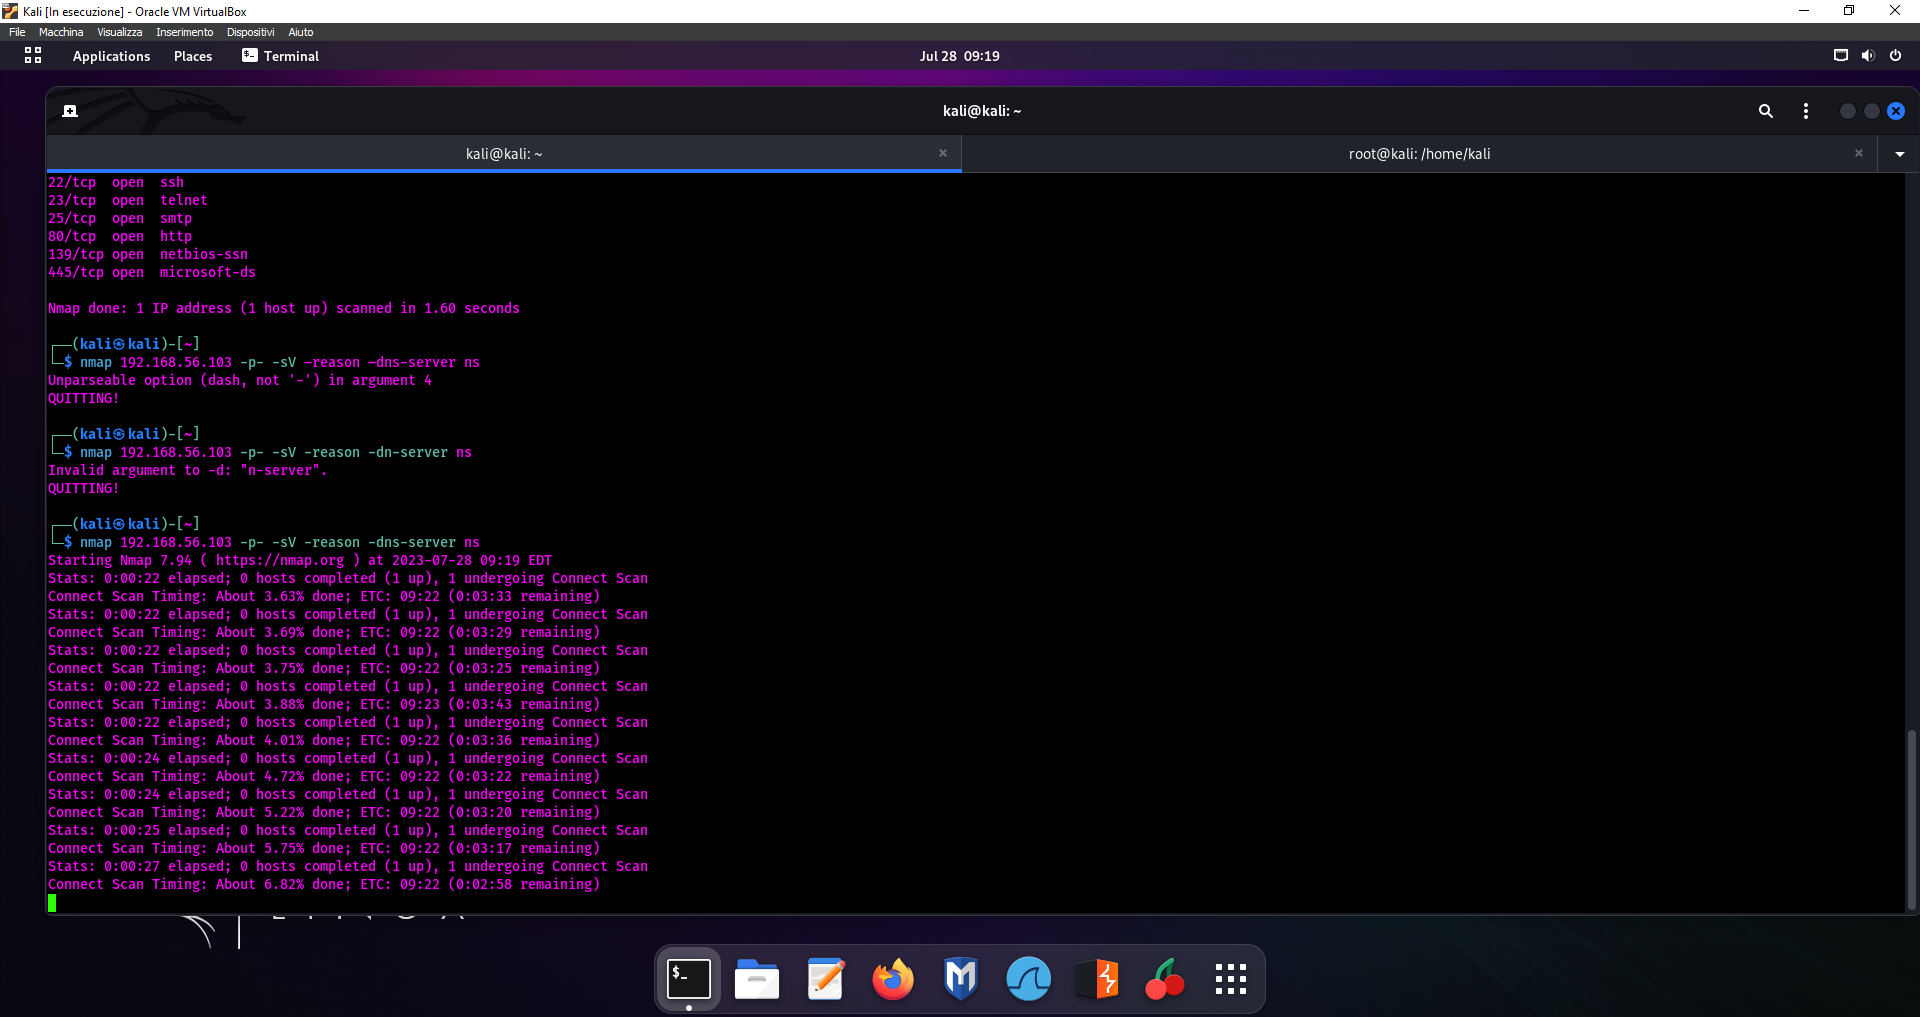 Kali [In esecuzione] - Oracle VM VirtualBox
File Macchina Visualizza Inserimento Dispositivi Aiuto
Applications Places Terminal Jul 28 09:19
kali@kali: ~
kali@kali: ~ root@kali: /home/kali
22/tcp  open  ssh
23/tcp  open  telnet
25/tcp  open  smtp
80/tcp  open  http
139/tcp open  netbios-ssn
445/tcp open  microsoft-ds
Nmap done: 1 IP address (1 host up) scanned in 1.60 seconds
┌──(kali㉿kali)-[~]
└─$ nmap 192.168.56.103 -p- -sV –reason –dns-server ns
Unparseable option (dash, not '-') in argument 4
QUITTING!
┌──(kali㉿kali)-[~]
└─$ nmap 192.168.56.103 -p- -sV -reason -dn-server ns
Invalid argument to -d: "n-server".
QUITTING!
┌──(kali㉿kali)-[~]
└─$ nmap 192.168.56.103 -p- -sV -reason -dns-server ns
Starting Nmap 7.94 ( https://nmap.org ) at 2023-07-28 09:19 EDT
Stats: 0:00:22 elapsed; 0 hosts completed (1 up), 1 undergoing Connect Scan
Connect Scan Timing: About 3.63% done; ETC: 09:22 (0:03:33 remaining)
Stats: 0:00:22 elapsed; 0 hosts completed (1 up), 1 undergoing Connect Scan
Connect Scan Timing: About 3.69% done; ETC: 09:22 (0:03:29 remaining)
Stats: 0:00:22 elapsed; 0 hosts completed (1 up), 1 undergoing Connect Scan
Connect Scan Timing: About 3.75% done; ETC: 09:22 (0:03:25 remaining)
Stats: 0:00:22 elapsed; 0 hosts completed (1 up), 1 undergoing Connect Scan
Connect Scan Timing: About 3.88% done; ETC: 09:23 (0:03:43 remaining)
Stats: 0:00:22 elapsed; 0 hosts completed (1 up), 1 undergoing Connect Scan
Connect Scan Timing: About 4.01% done; ETC: 09:22 (0:03:36 remaining)
Stats: 0:00:24 elapsed; 0 hosts completed (1 up), 1 undergoing Connect Scan
Connect Scan Timing: About 4.72% done; ETC: 09:22 (0:03:22 remaining)
Stats: 0:00:24 elapsed; 0 hosts completed (1 up), 1 undergoing Connect Scan
Connect Scan Timing: About 5.22% done; ETC: 09:22 (0:03:20 remaining)
Stats: 0:00:25 elapsed; 0 hosts completed (1 up), 1 undergoing Connect Scan
Connect Scan Timing: About 5.75% done; ETC: 09:22 (0:03:17 remaining)
Stats: 0:00:27 elapsed; 0 hosts completed (1 up), 1 undergoing Connect Scan
Connect Scan Timing: About 6.82% done; ETC: 09:22 (0:02:58 remaining)